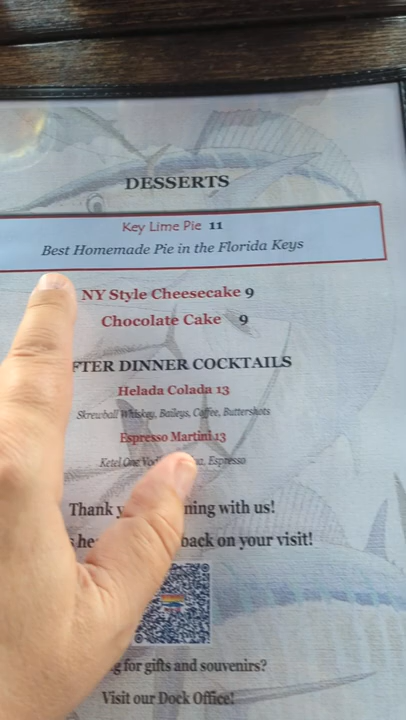 DESSERTS
Key Lime Pie 11
Best Homemade Pie in the Florida Keys
NY Style Cheesecake 9
Chocolate Cake 9
FTER DINNER COCKTAILS
Helada Colada 13
Skrewball Whiskey, Baileys, Coffee, Buttershots
Espresso Martini 13
Ketel One Espresso
Thank ning with us!
back on your visit!
for gifts and souvenirs?
Visit our Dock Office!